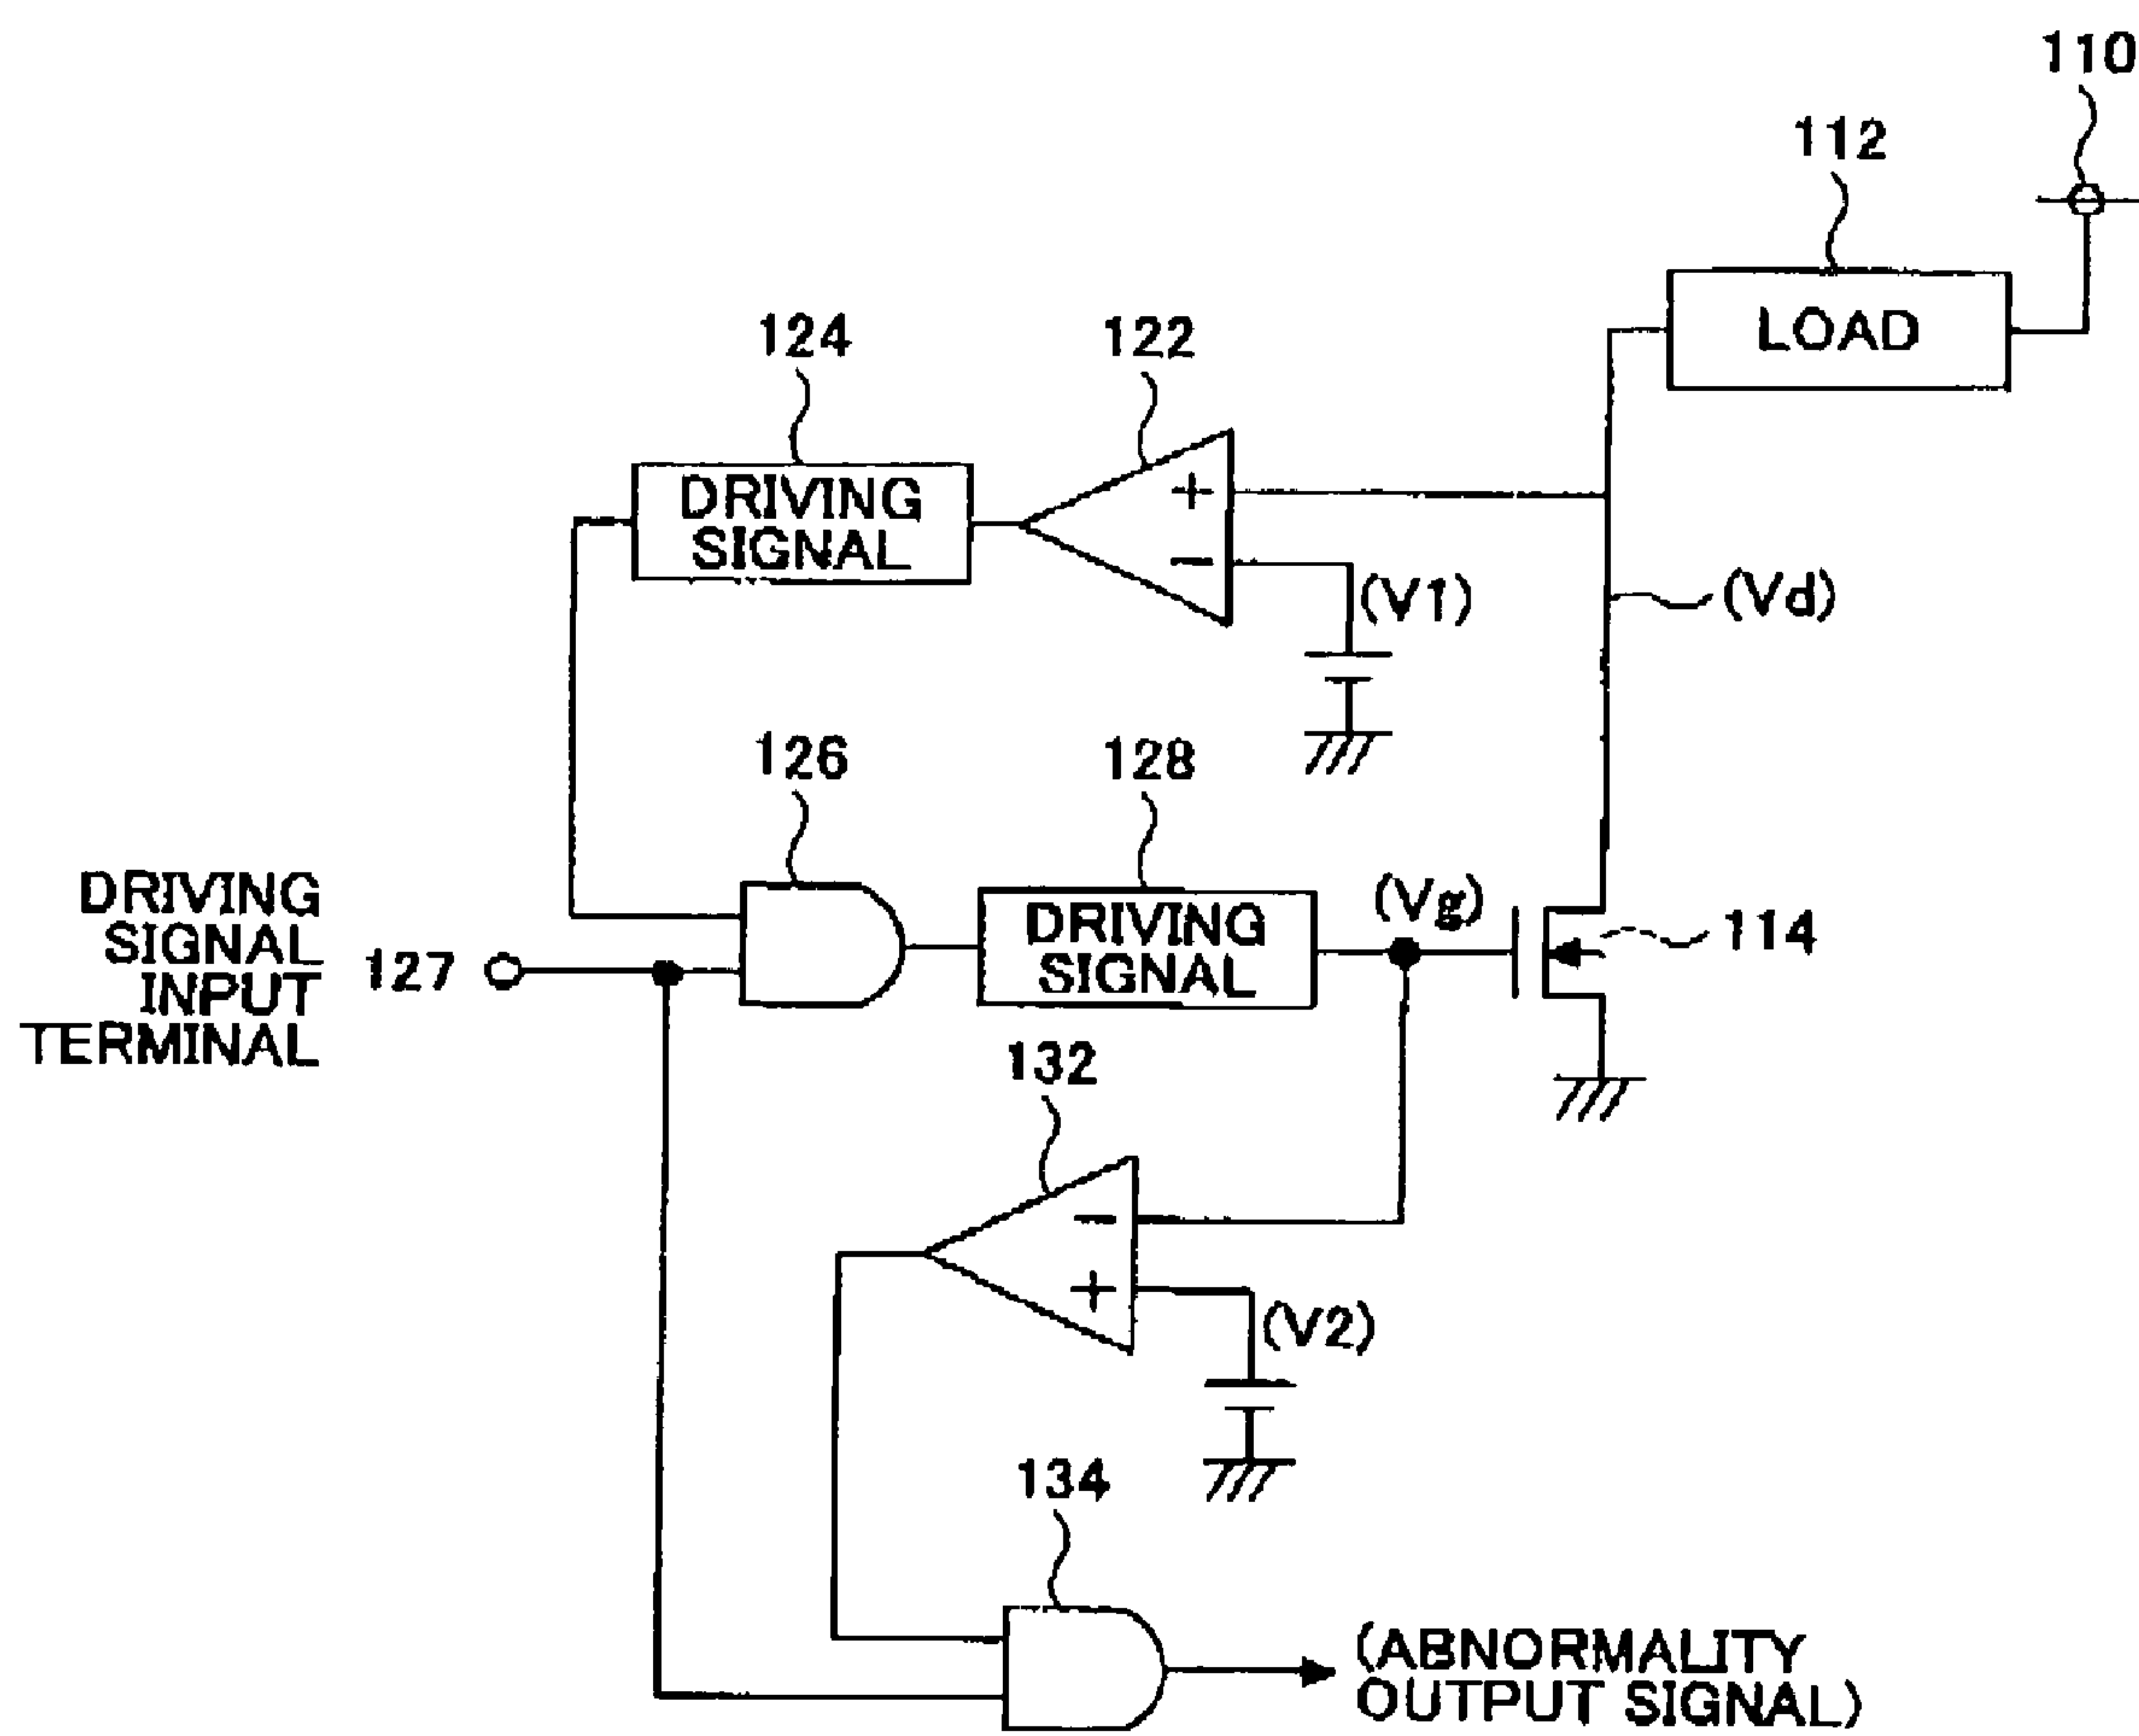 110
112
LOAD
124
122
DRIVING
SIGNAL
+
−
(V1)
(Vd)
126
128
DRIVING
SIGNAL
INPUT
TERMINAL
127
DRIVING
SIGNAL
(Vg)
114
132
−
+
(V2)
134
(ABNORMALITY
OUTPUT SIGNAL)